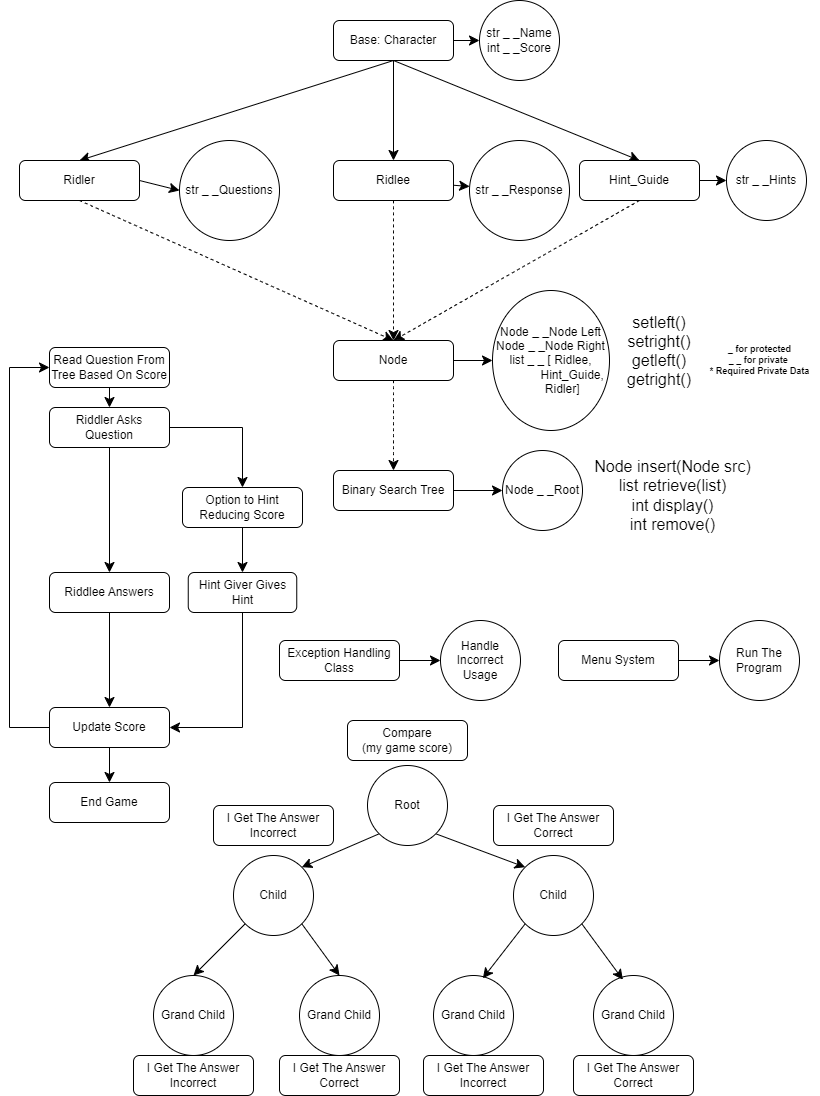 Base: Character
str _ _Name
int _ _Score
Ridler
str _ _Questions
Ridlee
str _ _Response
Hint_Guide
str _ _Hints
Node
Node _ _Node Left
Node _ _Node Right
list _ _ [ Ridlee,
Hint_Guide,
Ridler]
setleft()
setright()
getleft()
getright()
_ for protected
_ _ for private
* Required Private Data
Binary Search Tree
Node _ _Root
Node insert(Node src)
list retrieve(list)
int display()
int remove()
Read Question From
Tree Based On Score
Riddler Asks
Question
Option to Hint
Reducing Score
Riddlee Answers
Hint Giver Gives
Hint
Update Score
End Game
Exception Handling
Class
Handle
Incorrect
Usage
Menu System
Run The
Program
Compare
(my game score)
Root
I Get The Answer
Incorrect
I Get The Answer
Correct
Child
Child
Grand Child
Grand Child
Grand Child
Grand Child
I Get The Answer
Incorrect
I Get The Answer
Correct
I Get The Answer
Incorrect
I Get The Answer
Correct